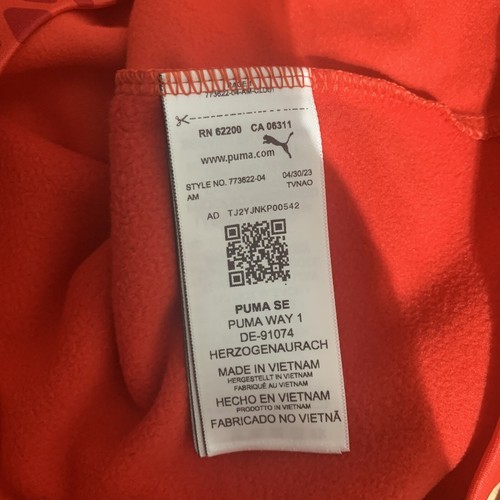 RN 62200 CA 06311
www.puma.com
STYLE NO. 773622-04 04/30/23
AM TVNAO
AD TJ2YJNKP00542
PUMA SE
PUMA WAY 1
DE-91074
HERZOGENAURACH
MADE IN VIETNAM
HERGESTELLT IN VIETNAM
FABRIQUÉ AU VIETNAM
HECHO EN VIETNAM
PRODOTTO IN VIETNAM
FABRICADO NO VIETNÃ